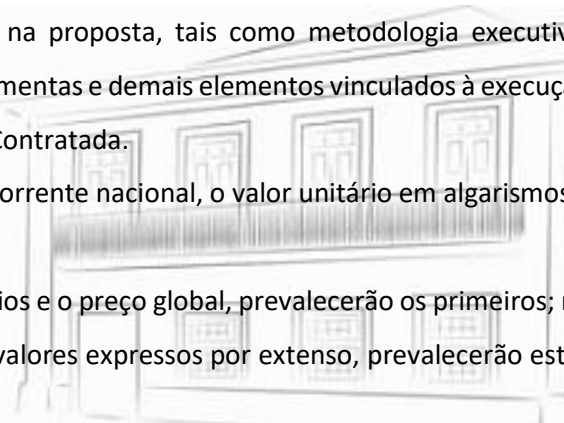 na proposta, tais como metodologia executiv
mentas e demais elementos vinculados à execuç
Contratada.
orrente nacional, o valor unitário em algarismos
ios e o preço global, prevalecerão os primeiros;
valores expressos por extenso, prevalecerão est